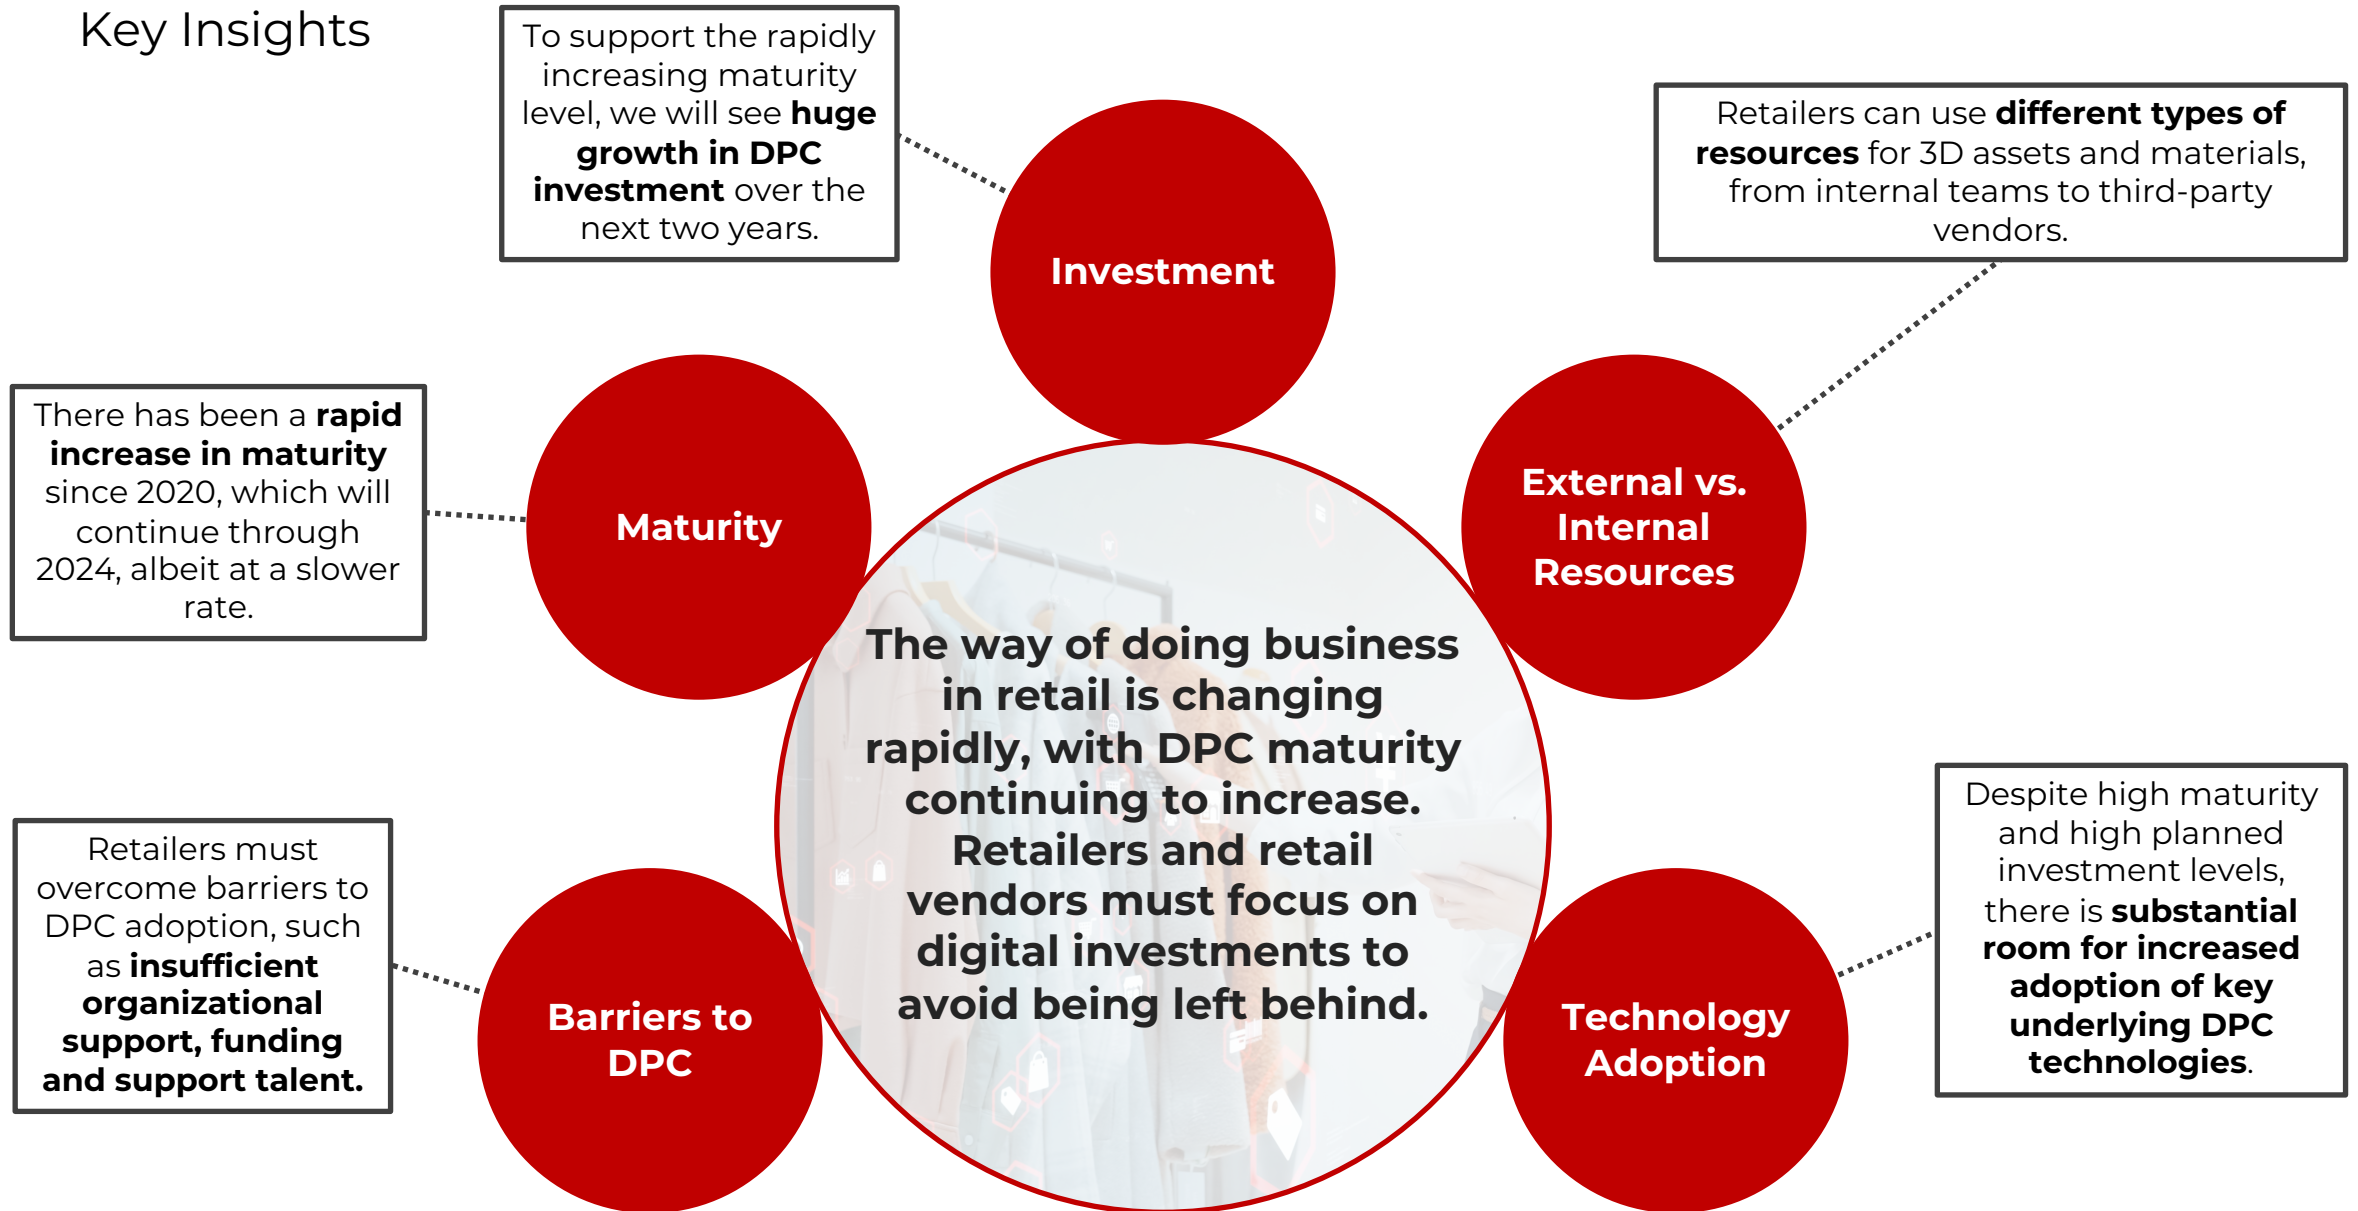 Key Insights
To support the rapidly
increasing maturity
level, we will see huge
growth in DPC
investment over the
next two years.
Investment
Retailers can use different types of
resources for 3D assets and materials,
from internal teams to third-party
vendors.
External vs.
Internal
Resources
There has been a rapid
increase in maturity
since 2020, which will
continue through
2024, albeit at a slower
rate.
Maturity
The way of doing business
in retail is changing
rapidly, with DPC maturity
continuing to increase.
Retailers and retail
vendors must focus on
digital investments to
avoid being left behind.
Retailers must
overcome barriers to
DPC adoption, such
as insufficient
organizational
support, funding
and support talent.
Barriers to
DPC
Technology
Adoption
Despite high maturity
and high planned
investment levels,
there is substantial
room for increased
adoption of key
underlying DPC
technologies.